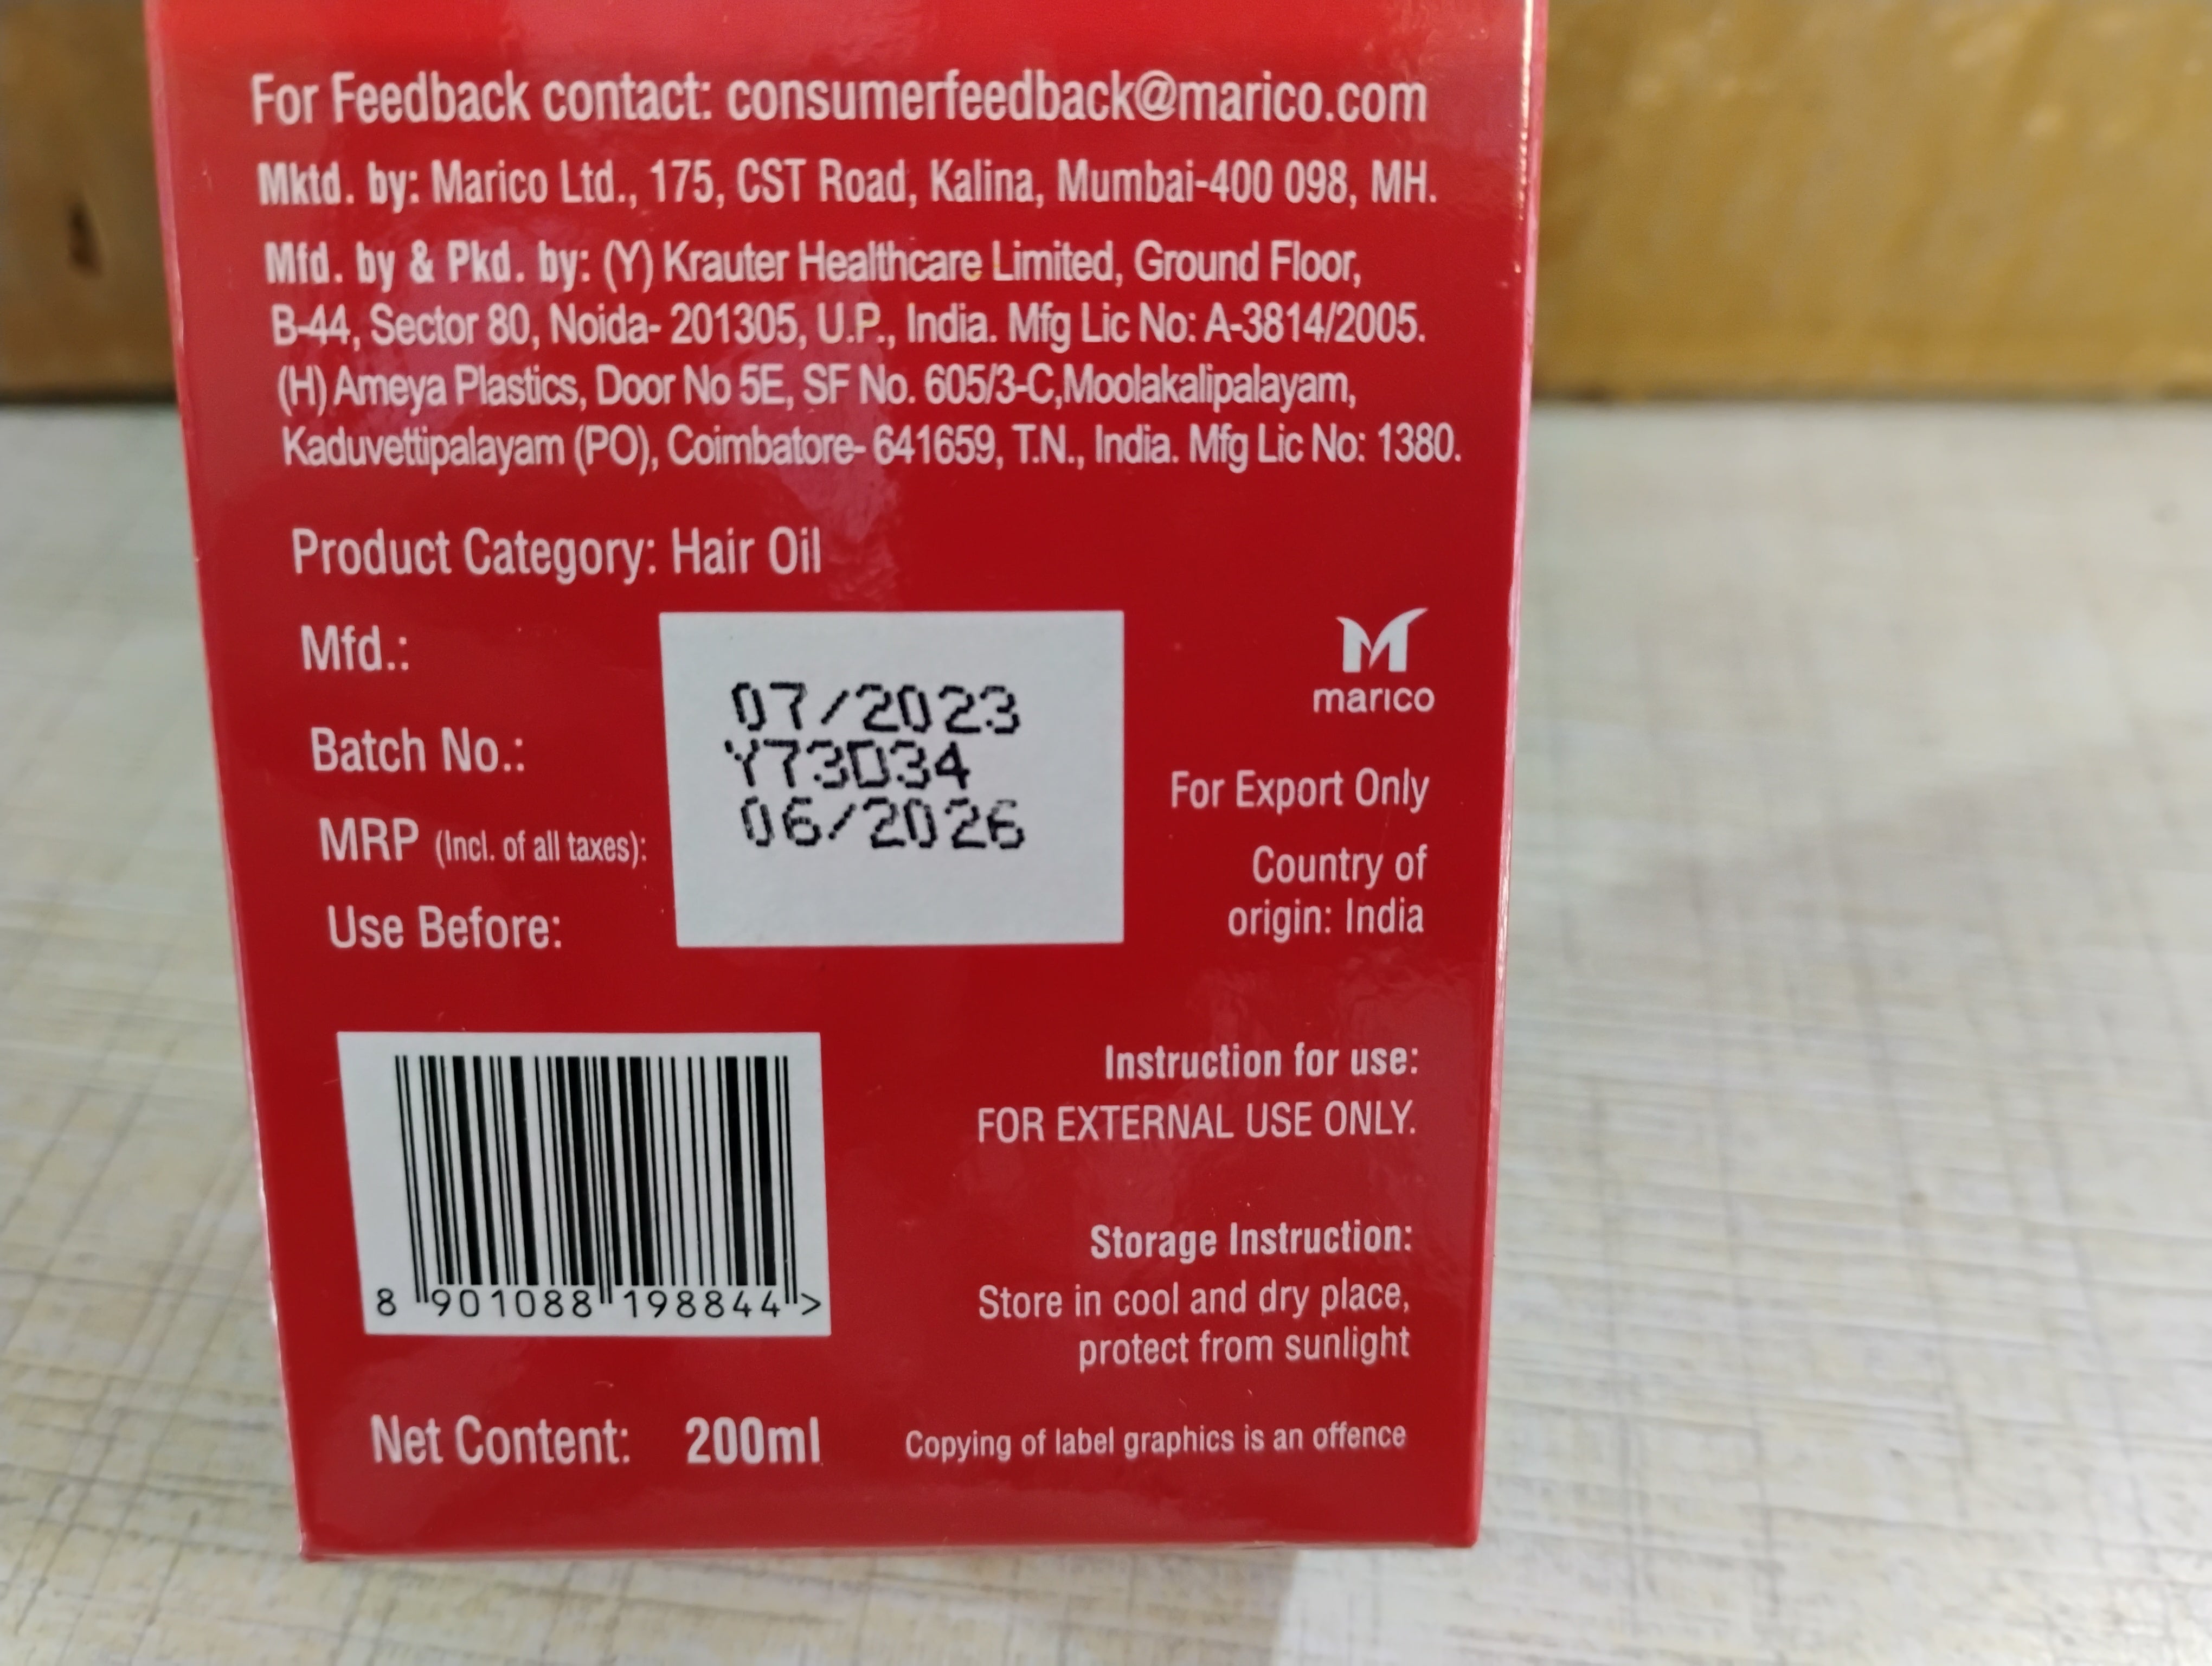 For Feedback contact: consumerfeedback@marico.com
Mktd. by: Marico Ltd., 175, CST Road, Kalina, Mumbai-400 098, MH.
Mfd. by & Pkd. by: (Y) Krauter Healthcare Limited, Ground Floor,
B-44, Sector 80, Noida- 201305, U.P., India. Mfg Lic No: A-3814/2005.
(H) Ameya Plastics, Door No 5E, SF No. 605/3-C,Moolakalipalayam,
Kaduvettipalayam (PO), Coimbatore- 641659, T.N., India. Mfg Lic No: 1380.
Product Category: Hair Oil
Mfd.:
Batch No.:
MRP (Incl. of all taxes):
Use Before:
07/2023
Y73D34
06/2026
marico
For Export Only
Country of
origin: India
Instruction for use:
FOR EXTERNAL USE ONLY.
Storage Instruction:
Store in cool and dry place,
protect from sunlight
8 901088 198844 >
Net Content: 200ml
Copying of label graphics is an offence